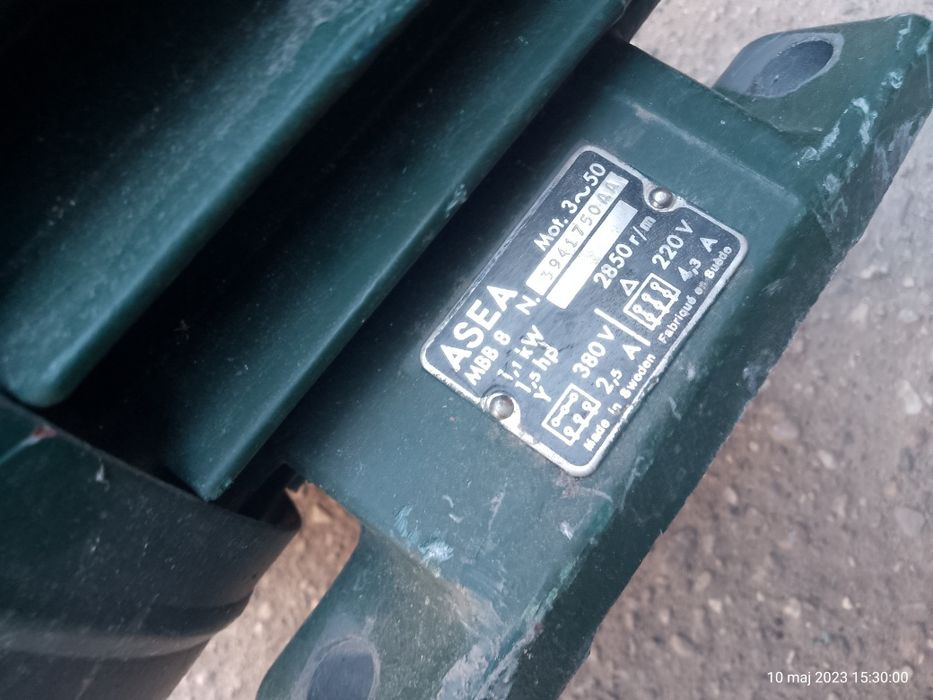 ASEA Mot. 3~50
MBB 8 N. 3941750AA
1,1 kW
1,5 hp 2850 r/m
Y 380 V Δ 220 V
2,5 A 4,3 A
Made in Sweden Fabriqué en Suède
10 maj 2023 15:30:00